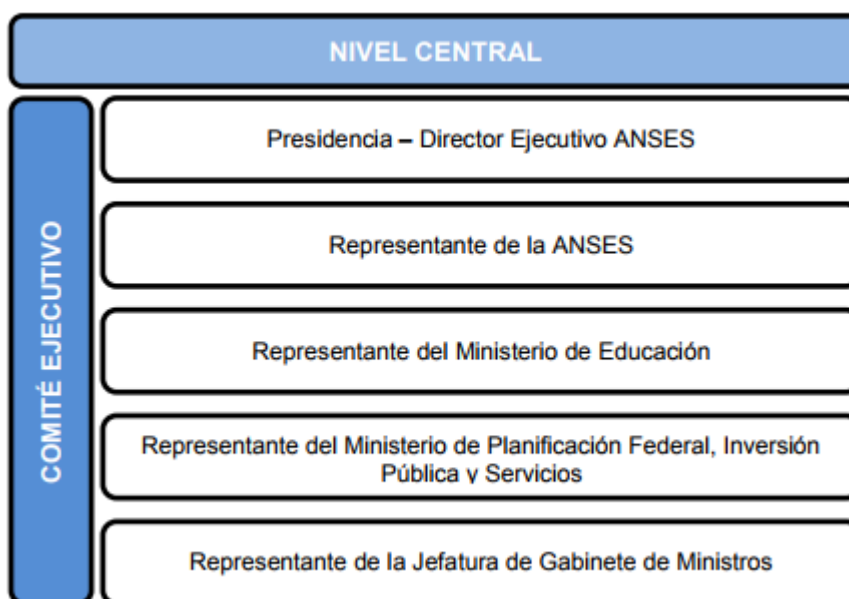 NIVEL CENTRAL
COMITÉ EJECUTIVO
Presidencia – Director Ejecutivo ANSES
Representante de la ANSES
Representante del Ministerio de Educación
Representante del Ministerio de Planificación Federal, Inversión
Pública y Servicios
Representante de la Jefatura de Gabinete de Ministros